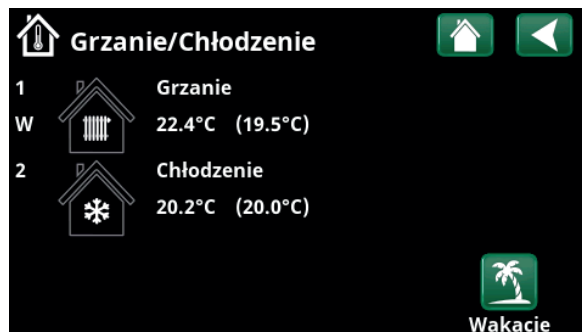 Grzanie/Chłodzenie
1 Grzanie
W 22.4°C (19.5°C)
2 Chłodzenie
20.2°C (20.0°C)
Wakacje